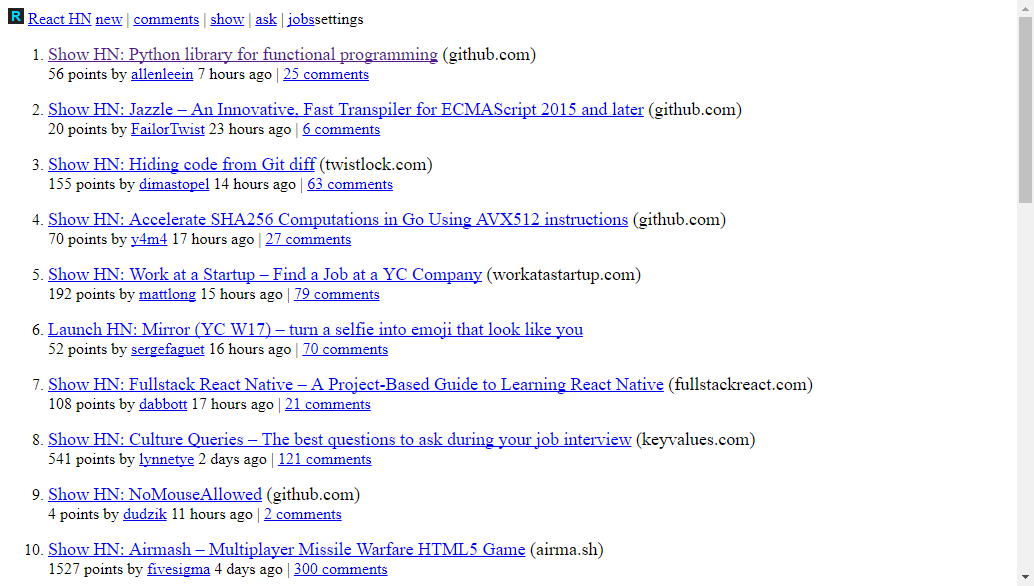 R React HN new | comments | show | ask | jobssettings
1. Show HN: Python library for functional programming (github.com)
56 points by allenleein 7 hours ago | 25 comments
2. Show HN: Jazzle – An Innovative, Fast Transpiler for ECMAScript 2015 and later (github.com)
20 points by FailorTwist 23 hours ago | 6 comments
3. Show HN: Hiding code from Git diff (twistlock.com)
155 points by dimastopel 14 hours ago | 63 comments
4. Show HN: Accelerate SHA256 Computations in Go Using AVX512 instructions (github.com)
70 points by y4m4 17 hours ago | 27 comments
5. Show HN: Work at a Startup – Find a Job at a YC Company (workatastartup.com)
192 points by mattlong 15 hours ago | 79 comments
6. Launch HN: Mirror (YC W17) – turn a selfie into emoji that look like you
52 points by sergefaguet 16 hours ago | 70 comments
7. Show HN: Fullstack React Native – A Project-Based Guide to Learning React Native (fullstackreact.com)
108 points by dabbott 17 hours ago | 21 comments
8. Show HN: Culture Queries – The best questions to ask during your job interview (keyvalues.com)
541 points by lynnetye 2 days ago | 121 comments
9. Show HN: NoMouseAllowed (github.com)
4 points by dudzik 11 hours ago | 2 comments
10. Show HN: Airmash – Multiplayer Missile Warfare HTML5 Game (airma.sh)
1527 points by fivesigma 4 days ago | 300 comments